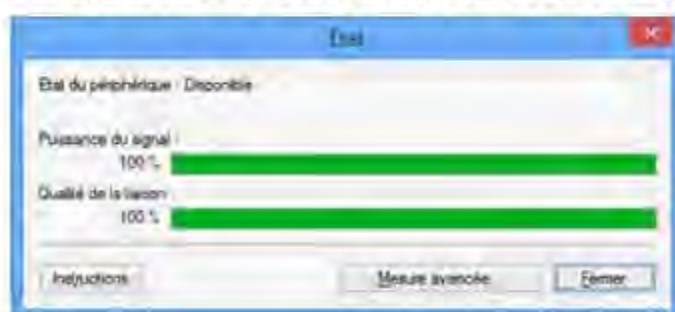 État
État du périphérique : Disponible
Puissance du signal :
100 %
Qualité de la liaison :
100 %
Instructions
Mesure avancée
Fermer